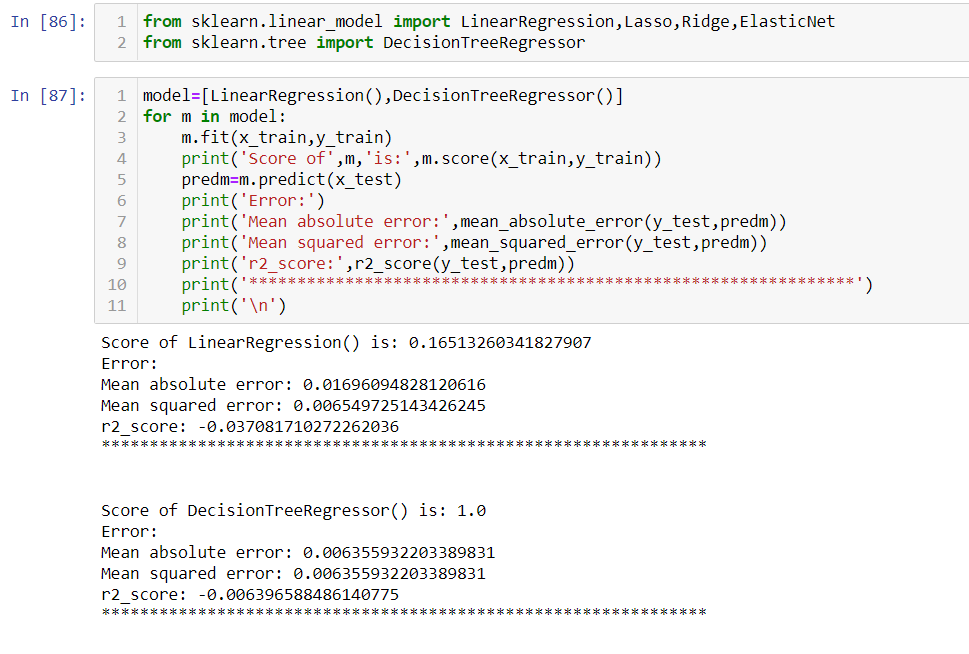 In [86]:
1 from sklearn.linear_model import LinearRegression,Lasso,Ridge,ElasticNet
2 from sklearn.tree import DecisionTreeRegressor
In [87]:
1 model=[LinearRegression(),DecisionTreeRegressor()]
2 for m in model:
3     m.fit(x_train,y_train)
4     print('Score of',m,'is:',m.score(x_train,y_train))
5     predm=m.predict(x_test)
6     print('Error:')
7     print('Mean absolute error:',mean_absolute_error(y_test,predm))
8     print('Mean squared error:',mean_squared_error(y_test,predm))
9     print('r2_score:',r2_score(y_test,predm))
10     print('***************************************************************')
11     print('\n')
Score of LinearRegression() is: 0.16513260341827907
Error:
Mean absolute error: 0.01696094828120616
Mean squared error: 0.006549725143426245
r2_score: -0.037081710272262036
***************************************************************
Score of DecisionTreeRegressor() is: 1.0
Error:
Mean absolute error: 0.006355932203389831
Mean squared error: 0.006355932203389831
r2_score: -0.006396588486140775
***************************************************************